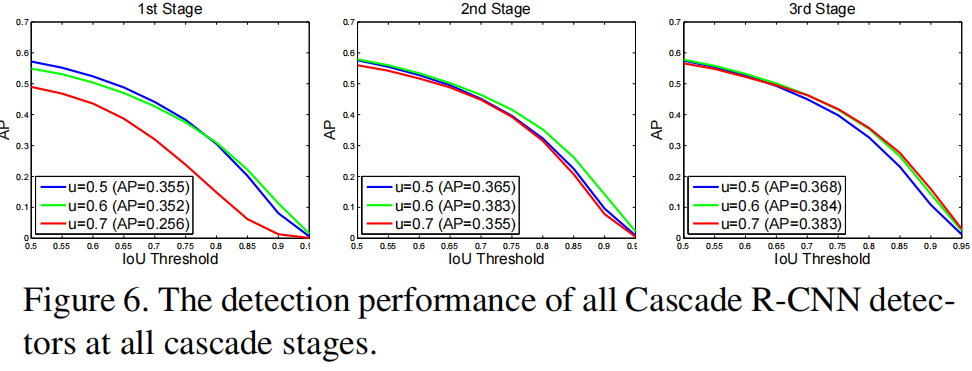 1st Stage
0.7
0.6
0.5
0.4
0.3
0.2
0.1
0
AP
u=0.5 (AP=0.355)
u=0.6 (AP=0.352)
u=0.7 (AP=0.256)
0.5 0.55 0.6 0.65 0.7 0.75 0.8 0.85 0.9 0.9
IoU Threshold
2nd Stage
0.7
0.6
0.5
0.4
0.3
0.2
0.1
0
AP
u=0.5 (AP=0.365)
u=0.6 (AP=0.383)
u=0.7 (AP=0.355)
0.5 0.55 0.6 0.65 0.7 0.75 0.8 0.85 0.9 0.9
IoU Threshold
3rd Stage
0.7
0.6
0.5
0.4
0.3
0.2
0.1
0
AP
u=0.5 (AP=0.368)
u=0.6 (AP=0.384)
u=0.7 (AP=0.383)
0.5 0.55 0.6 0.65 0.7 0.75 0.8 0.85 0.9 0.95
IoU Threshold
Figure 6. The detection performance of all Cascade R-CNN detec-
tors at all cascade stages.